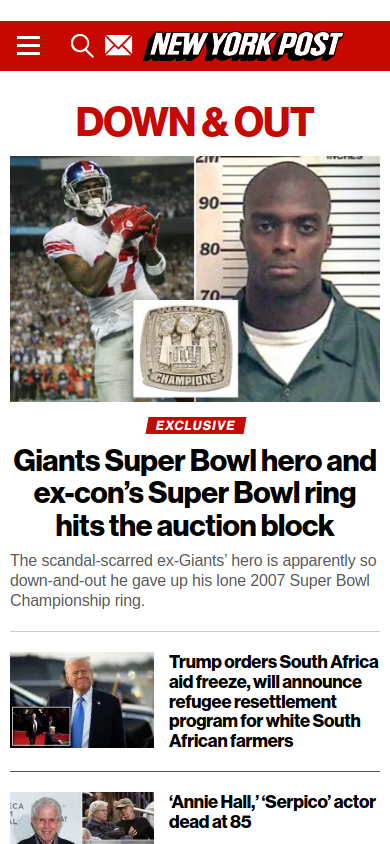 NEW YORK POST
DOWN & OUT
2M
INCHES
90
80
70
17
WORLD
CHAMPIONS
EXCLUSIVE
Giants Super Bowl hero and
ex-con’s Super Bowl ring
hits the auction block
The scandal-scarred ex-Giants' hero is apparently so
down-and-out he gave up his lone 2007 Super Bowl
Championship ring.
Trump orders South Africa
aid freeze, will announce
refugee resettlement
program for white South
African farmers
‘Annie Hall,’ ‘Serpico’ actor
dead at 85